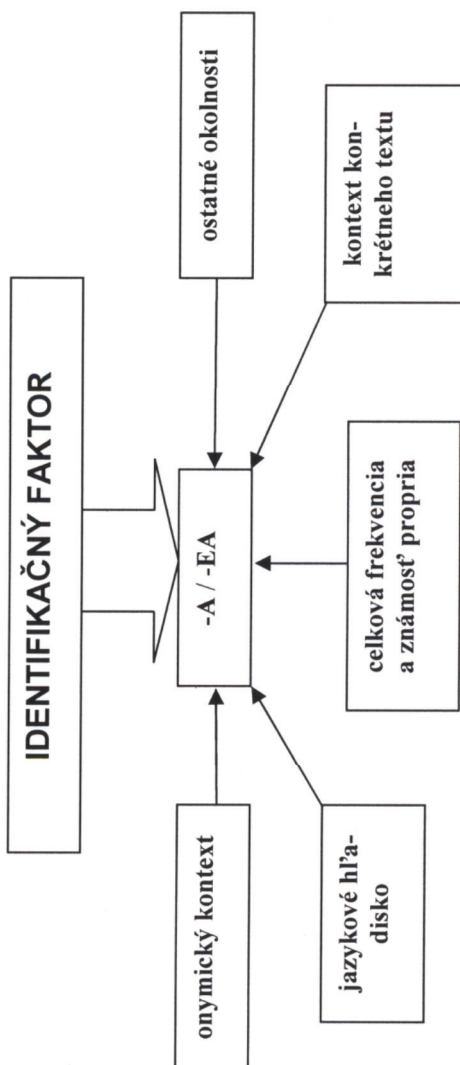 IDENTIFIKAČNÝ FAKTOR
onymický kontext
-A / -EA
ostatné okolnosti
jazykové hľa-
disko
celková frekvencia
a známosť propria
kontext kon-
krétneho textu